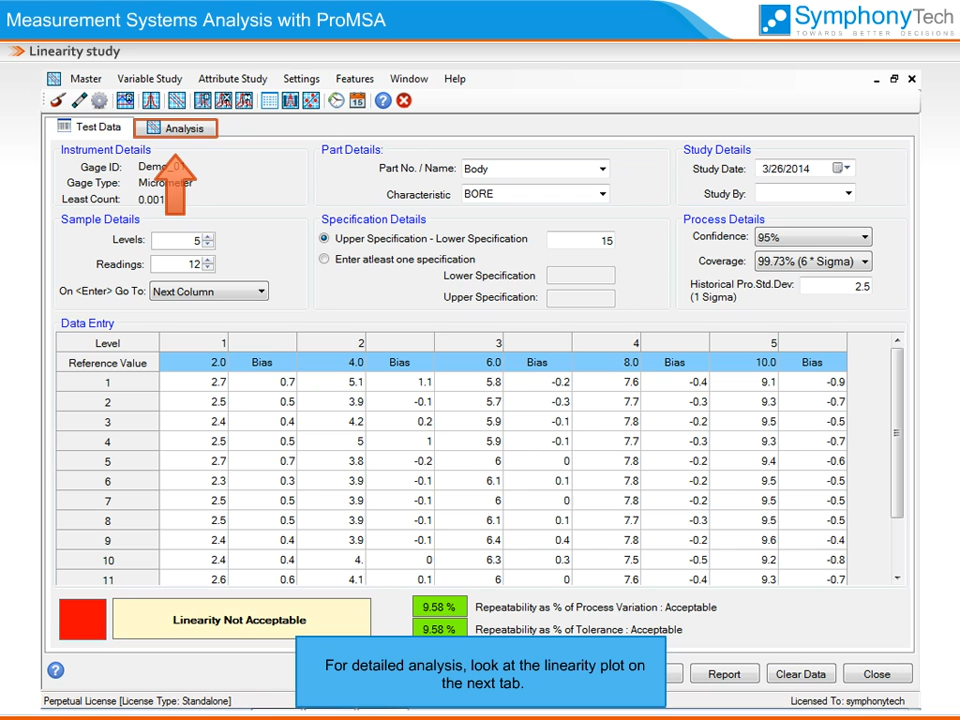 Measurement Systems Analysis with ProMSA
SymphonyTech
TOWARDS BETTER DECISIONS
Linearity study
Master Variable Study Attribute Study Settings Features Window Help
15
Test Data Analysis
Instrument Details
Gage ID: Demo_01
Gage Type: Micrometer
Least Count: 0.001
Part Details:
Part No. / Name: Body
Characteristic BORE
Study Details
Study Date: 3/26/2014
Study By:
Sample Details
Levels: 5
Readings: 12
On <Enter> Go To: Next Column
Specification Details
Upper Specification - Lower Specification 15
Enter atleast one specification
Lower Specification
Upper Specification:
Process Details
Confidence: 95%
Coverage: 99.73% (6 * Sigma)
Historical Pro.Std.Dev: 2.5
(1 Sigma)
Data Entry
Level 1 2 3 4 5
Reference Value 2.0 Bias 4.0 Bias 6.0 Bias 8.0 Bias 10.0 Bias
1 2.7 0.7 5.1 1.1 5.8 -0.2 7.6 -0.4 9.1 -0.9
2 2.5 0.5 3.9 -0.1 5.7 -0.3 7.7 -0.3 9.3 -0.7
3 2.4 0.4 4.2 0.2 5.9 -0.1 7.8 -0.2 9.5 -0.5
4 2.5 0.5 5 1 5.9 -0.1 7.7 -0.3 9.3 -0.7
5 2.7 0.7 3.8 -0.2 6 0 7.8 -0.2 9.4 -0.6
6 2.3 0.3 3.9 -0.1 6.1 0.1 7.8 -0.2 9.5 -0.5
7 2.5 0.5 3.9 -0.1 6 0 7.8 -0.2 9.5 -0.5
8 2.5 0.5 3.9 -0.1 6.1 0.1 7.7 -0.3 9.5 -0.5
9 2.4 0.4 3.9 -0.1 6.4 0.4 7.8 -0.2 9.6 -0.4
10 2.4 0.4 4. 0 6.3 0.3 7.5 -0.5 9.2 -0.8
11 2.6 0.6 4.1 0.1 6 0 7.6 -0.4 9.3 -0.7
Linearity Not Acceptable
9.58 % Repeatability as % of Process Variation : Acceptable
9.58 % Repeatability as % of Tolerance : Acceptable
For detailed analysis, look at the linearity plot on
the next tab.
Report Clear Data Close
Perpetual License [License Type: Standalone] Licensed To: symphonytech